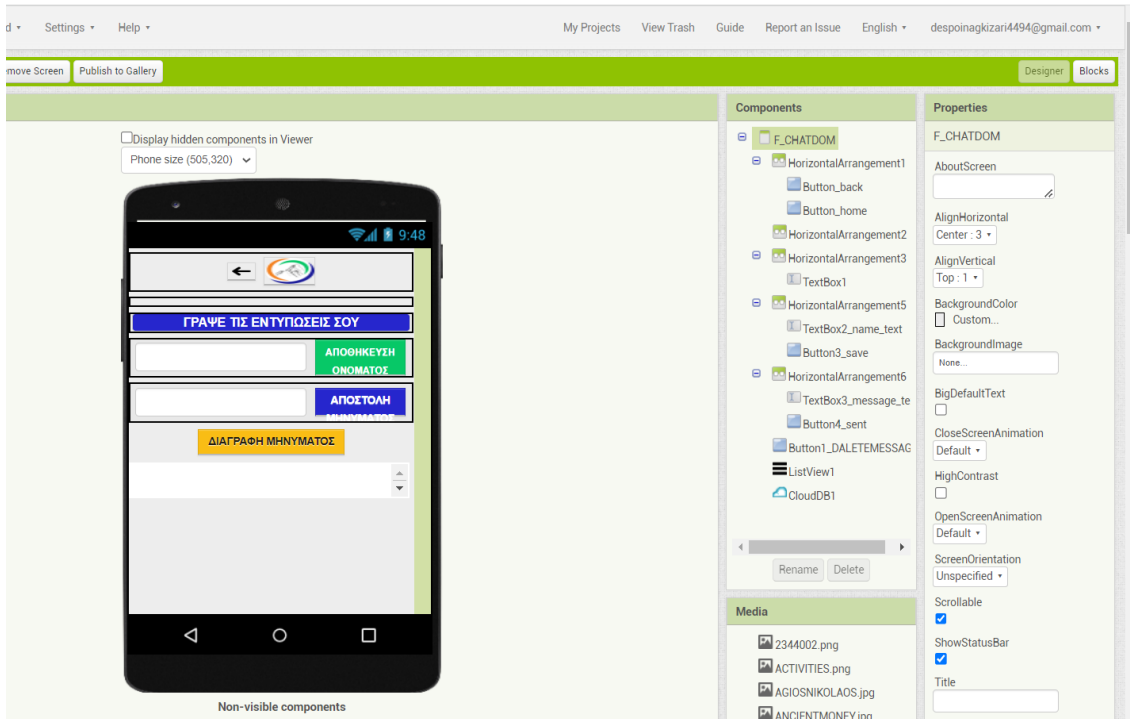 d Settings Help My Projects View Trash Guide Report an Issue English despoinagkizari4494@gmail.com
emove Screen Publish to Gallery Designer Blocks
Display hidden components in Viewer
Phone size (505,320)
9:48
ΓΡΑΨΕ ΤΙΣ ΕΝΤΥΠΩΣΕΙΣ ΣΟΥ
ΑΠΟΘΗΚΕΥΣΗ
ΟΝΟΜΑΤΟΣ
ΑΠΟΣΤΟΛΗ
ΜΗΝΥΜΑΤΟΣ
ΔΙΑΓΡΑΦΗ ΜΗΝΥΜΑΤΟΣ
Non-visible components
Components
F_CHATDOM
HorizontalArrangement1
Button_back
Button_home
HorizontalArrangement2
HorizontalArrangement3
TextBox1
HorizontalArrangement5
TextBox2_name_text
Button3_save
HorizontalArrangement6
TextBox3_message_te
Button4_sent
Button1_DALETEMESSAG
ListView1
CloudDB1
Rename Delete
Media
2344002.png
ACTIVITIES.png
AGIOSNIKOLAOS.jpg
ANCIENTMONEY.jpg
Properties
F_CHATDOM
AboutScreen
AlignHorizontal
Center : 3
AlignVertical
Top : 1
BackgroundColor
Custom...
BackgroundImage
None...
BigDefaultText
CloseScreenAnimation
Default
HighContrast
OpenScreenAnimation
Default
ScreenOrientation
Unspecified
Scrollable
ShowStatusBar
Title